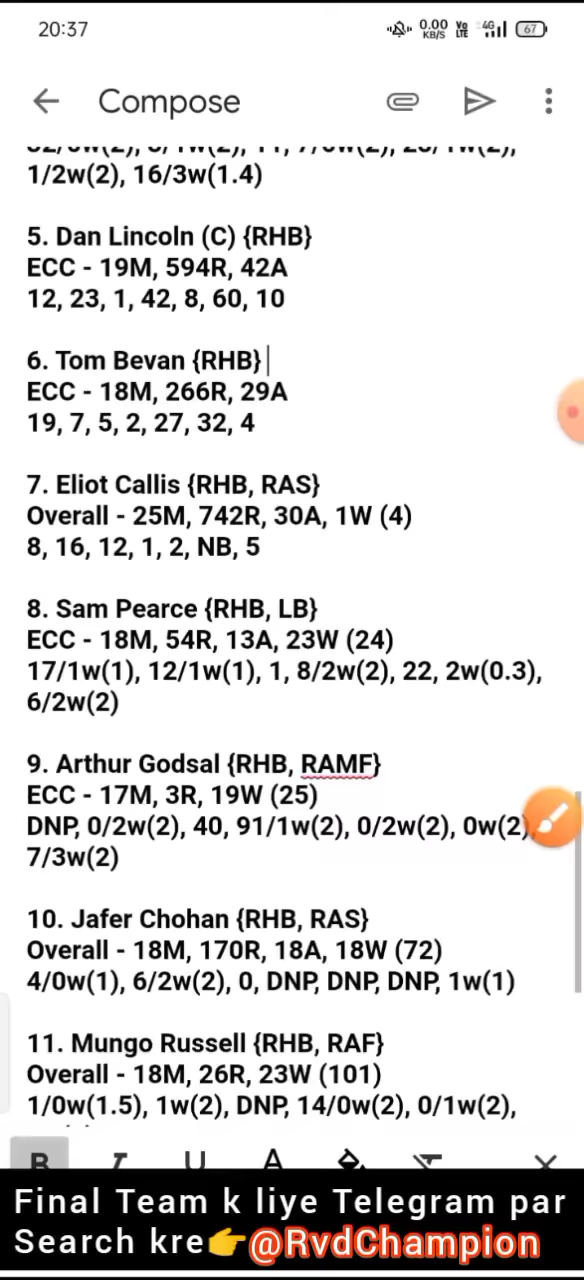 20:37
0.00 KB/S Vo LTE 4G 67
Compose
1/2w(2), 16/3w(1.4)
5. Dan Lincoln (C) {RHB}
ECC - 19M, 594R, 42A
12, 23, 1, 42, 8, 60, 10
6. Tom Bevan {RHB}
ECC - 18M, 266R, 29A
19, 7, 5, 2, 27, 32, 4
7. Eliot Callis {RHB, RAS}
Overall - 25M, 742R, 30A, 1W (4)
8, 16, 12, 1, 2, NB, 5
8. Sam Pearce {RHB, LB}
ECC - 18M, 54R, 13A, 23W (24)
17/1w(1), 12/1w(1), 1, 8/2w(2), 22, 2w(0.3),
6/2w(2)
9. Arthur Godsal {RHB, RAMF}
ECC - 17M, 3R, 19W (25)
DNP, 0/2w(2), 40, 91/1w(2), 0/2w(2), 0w(2)
7/3w(2)
10. Jafer Chohan {RHB, RAS}
Overall - 18M, 170R, 18A, 18W (72)
4/0w(1), 6/2w(2), 0, DNP, DNP, DNP, 1w(1)
11. Mungo Russell {RHB, RAF}
Overall - 18M, 26R, 23W (101)
1/0w(1.5), 1w(2), DNP, 14/0w(2), 0/1w(2),
B I U A
Final Team k liye Telegram par
Search kre👉@RvdChampion